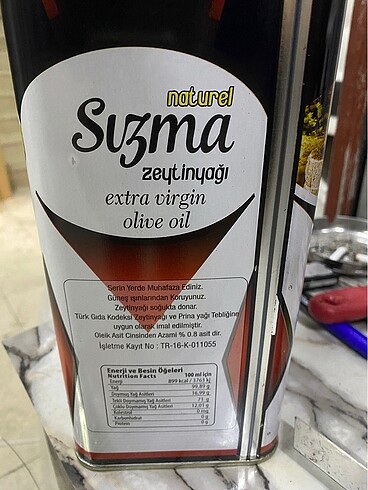 naturel
Sızma
zeytinyağı
extra virgin
olive oil
Serin Yerde Muhafaza Ediniz.
Güneş ışınlarından Koruyunuz.
Zeytinyağı soğukta donar.
Türk Gıda Kodeksi Zeytinyağı ve Prina yağı Tebliğine
uygun olarak imal edilmiştir.
Oleik Asit Cinsinden Azami % 0.8 asit dir.
İşletme Kayıt No : TR-16-K-011055
Enerji ve Besin Öğeleri
Nutrition Facts 100 ml için
Enerji 899 kcal / 3763 kj
Yağ 99,89 g
Doymuş Yağ Asitleri 16,99 g
Tekli Doymamış Yağ Asitleri 71 g
Çoklu Doymamış Yağ Asitleri 12,01 g
Kolestrol 0 mg
Karbonhidrat 0 g
Protein 0 g